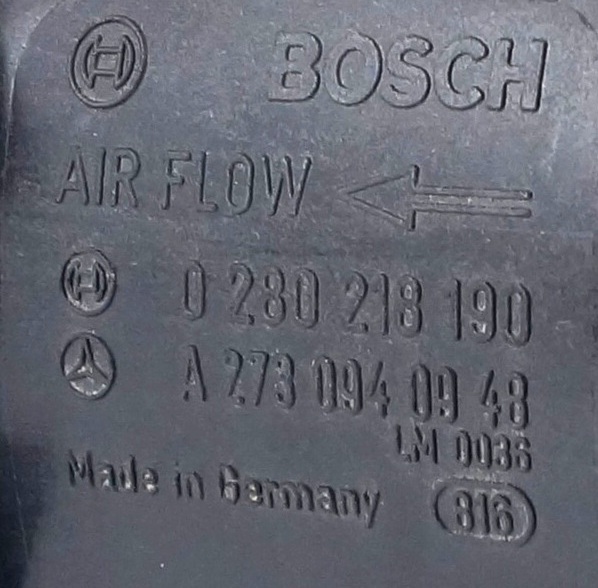 BOSCH
AIR FLOW
0 280 218 190
A 273 094 09 48
LM 0036
Made in Germany 816